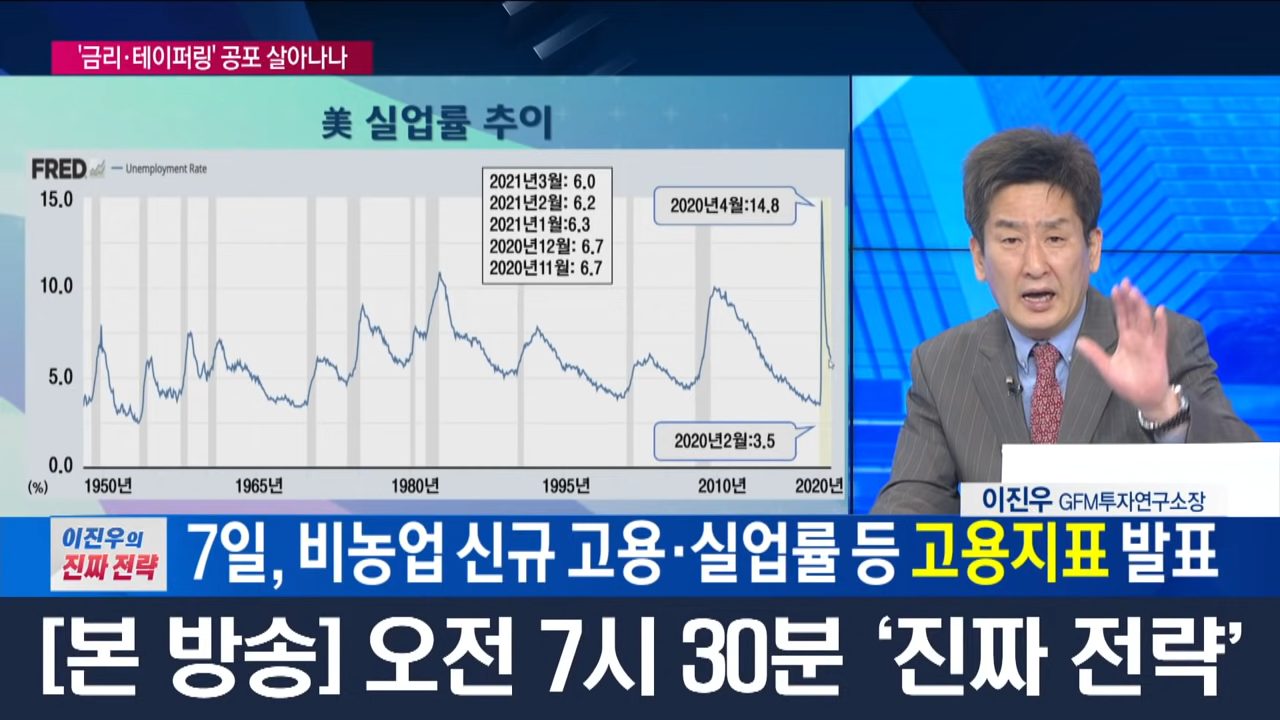 '금리·테이퍼링' 공포 살아나나
美 실업률 추이
FRED
Unemployment Rate
15.0
10.0
5.0
0.0
(%)
1950년
1965년
1980년
1995년
2010년
2020년
2021년3월: 6.0
2021년2월: 6.2
2021년1월:6.3
2020년12월: 6.7
2020년11월: 6.7
2020년4월:14.8
2020년2월:3.5
이진우 GFM투자연구소장
이진우의
진짜 전략
7일, 비농업 신규 고용·실업률 등 고용지표 발표
[본 방송] 오전 7시 30분 ‘진짜 전략’